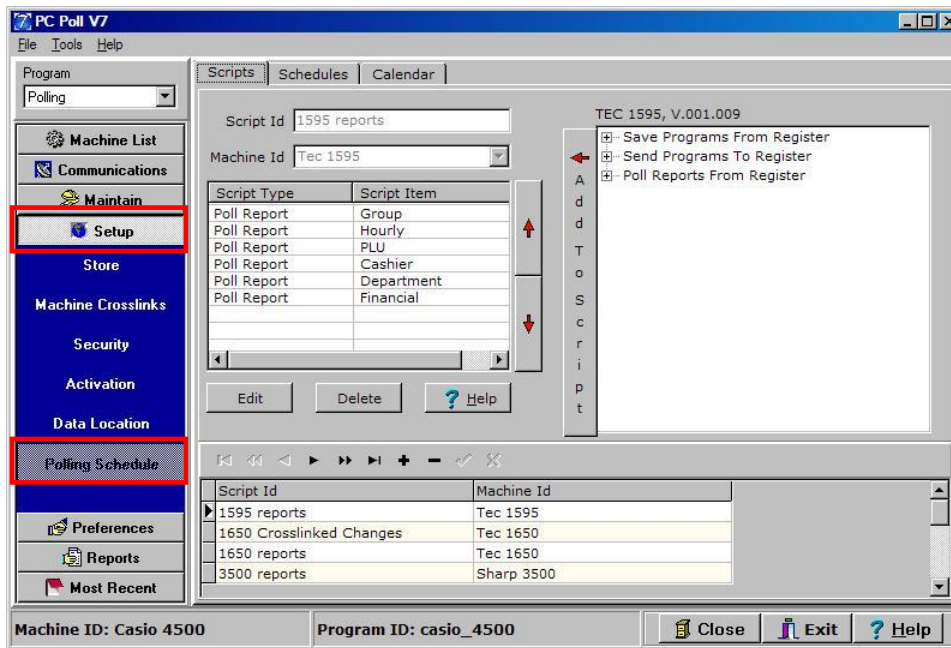 PC Poll V7
File Tools Help
Program
Polling
Machine List
Communications
Maintain
Setup
Store
Machine Crosslinks
Security
Activation
Data Location
Polling Schedule
Preferences
Reports
Most Recent
Scripts Schedules Calendar
Script Id 1595 reports
Machine Id Tec 1595
Script Type Script Item
Poll Report Group
Poll Report Hourly
Poll Report PLU
Poll Report Cashier
Poll Report Department
Poll Report Financial
Edit Delete ? Help
Add To Script
TEC 1595, V.001.009
Save Programs From Register
Send Programs To Register
Poll Reports From Register
Script Id Machine Id
1595 reports Tec 1595
1650 Crosslinked Changes Tec 1650
1650 reports Tec 1650
3500 reports Sharp 3500
Machine ID: Casio 4500 Program ID: casio_4500 Close Exit ? Help